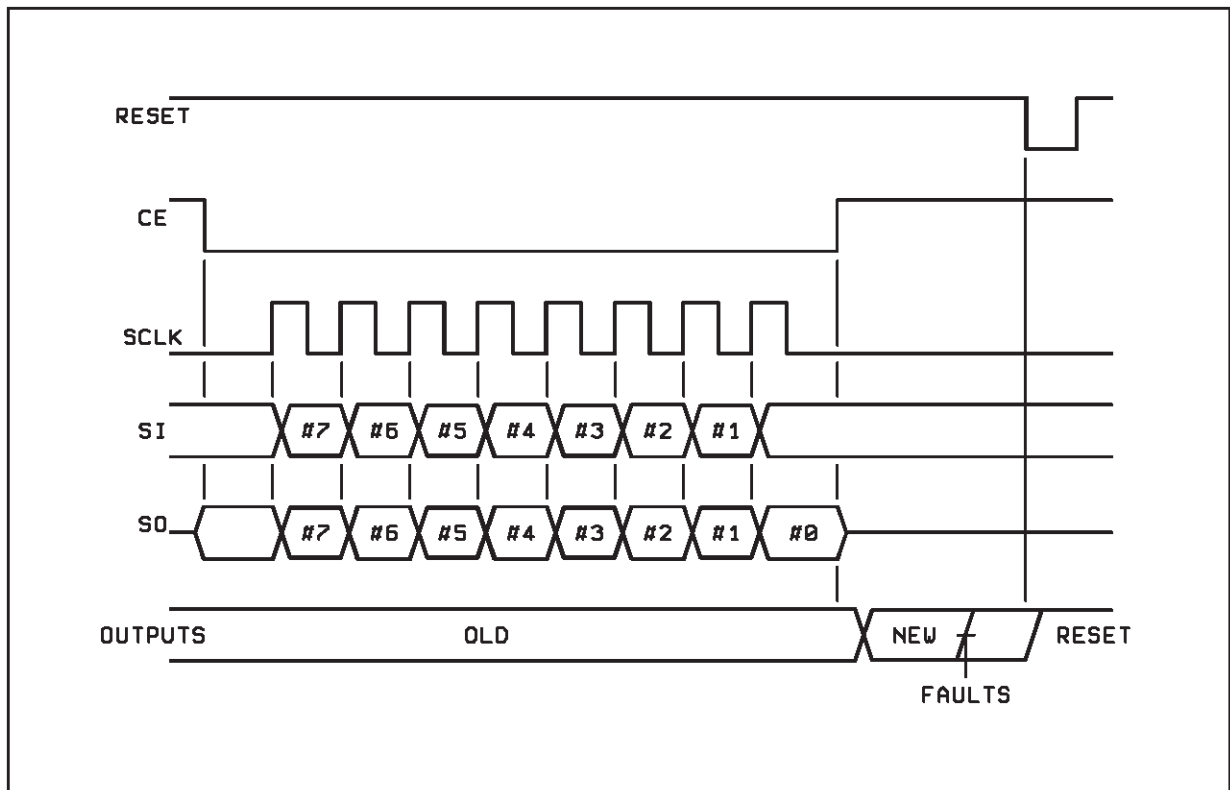 RESET
CE
SCLK
SI #7 #6 #5 #4 #3 #2 #1
SO #7 #6 #5 #4 #3 #2 #1 #0
OUTPUTS OLD NEW RESET
FAULTS